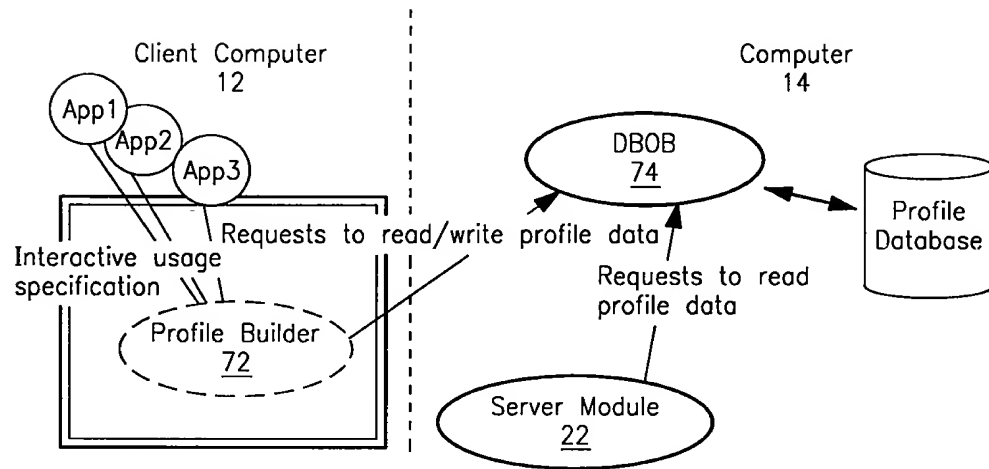 Client Computer
12
Computer
14
App1
App2
App3
DBOB
74
Profile
Database
Requests to read/write profile data
Interactive usage
specification
Requests to read
profile data
Profile Builder
72
Server Module
22